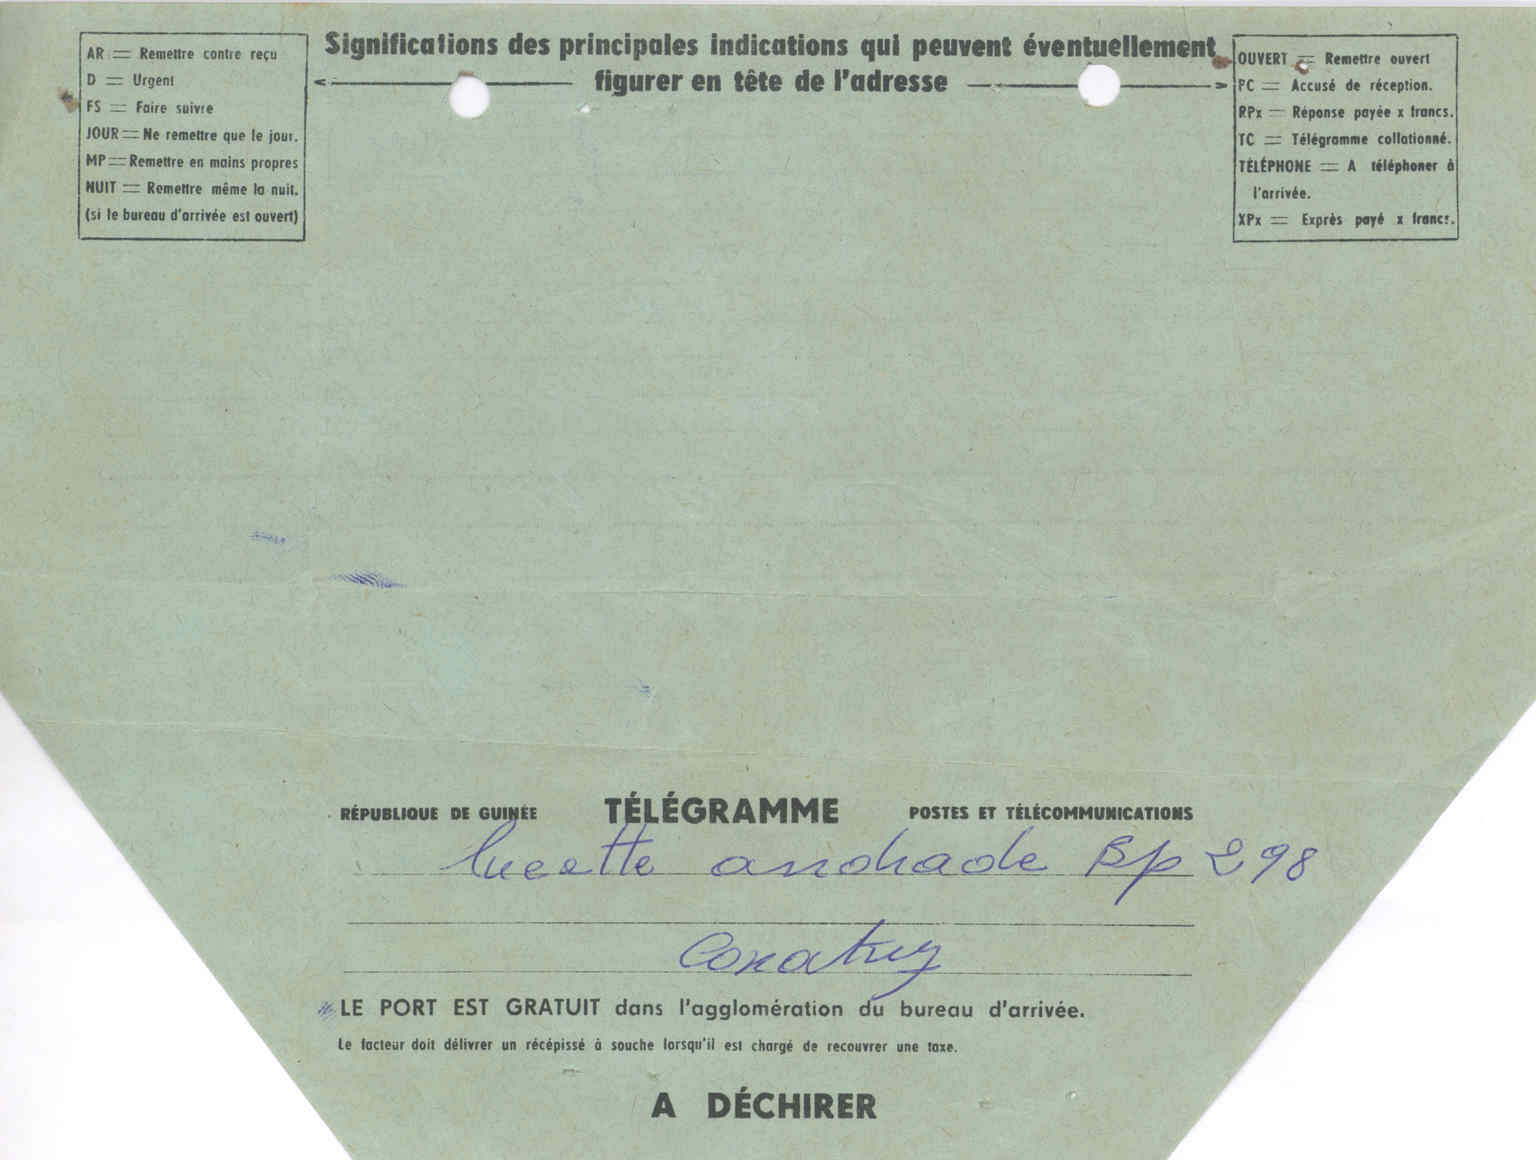 Significations des principales indications qui peuvent éventuellement
figurer en tête de l'adresse
AR = Remettre contre reçu
D = Urgent
FS = Faire suivre
JOUR = Ne remettre que le jour.
MP = Remettre en mains propres
NUIT = Remettre même la nuit.
(si le bureau d'arrivée est ouvert)
OUVERT = Remettre ouvert
PC = Accusé de réception.
RPx = Réponse payée x francs.
TC = Télégramme collationné.
TÉLÉPHONE = A téléphoner à
l'arrivée.
XPx = Exprès payé x francs.
RÉPUBLIQUE DE GUINÉE TÉLÉGRAMME POSTES ET TÉLÉCOMMUNICATIONS
lucette andrade Bp 298
Conakry
LE PORT EST GRATUIT dans l'agglomération du bureau d'arrivée.
Le facteur doit délivrer un récépissé à souche lorsqu'il est chargé de recouvrer une taxe.
A DÉCHIRER